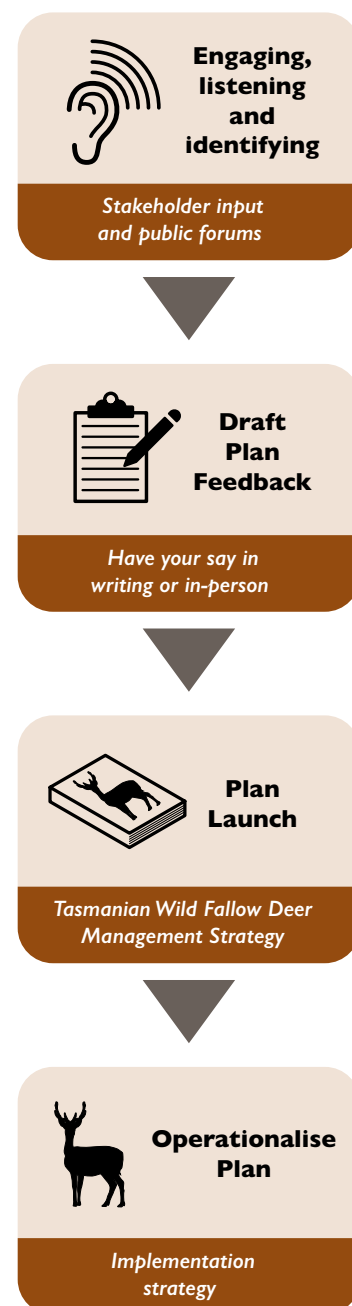 Engaging,
listening
and
identifying
Stakeholder input
and public forums
Draft
Plan
Feedback
Have your say in
writing or in-person
Plan
Launch
Tasmanian Wild Fallow Deer
Management Strategy
Operationalise
Plan
Implementation
strategy